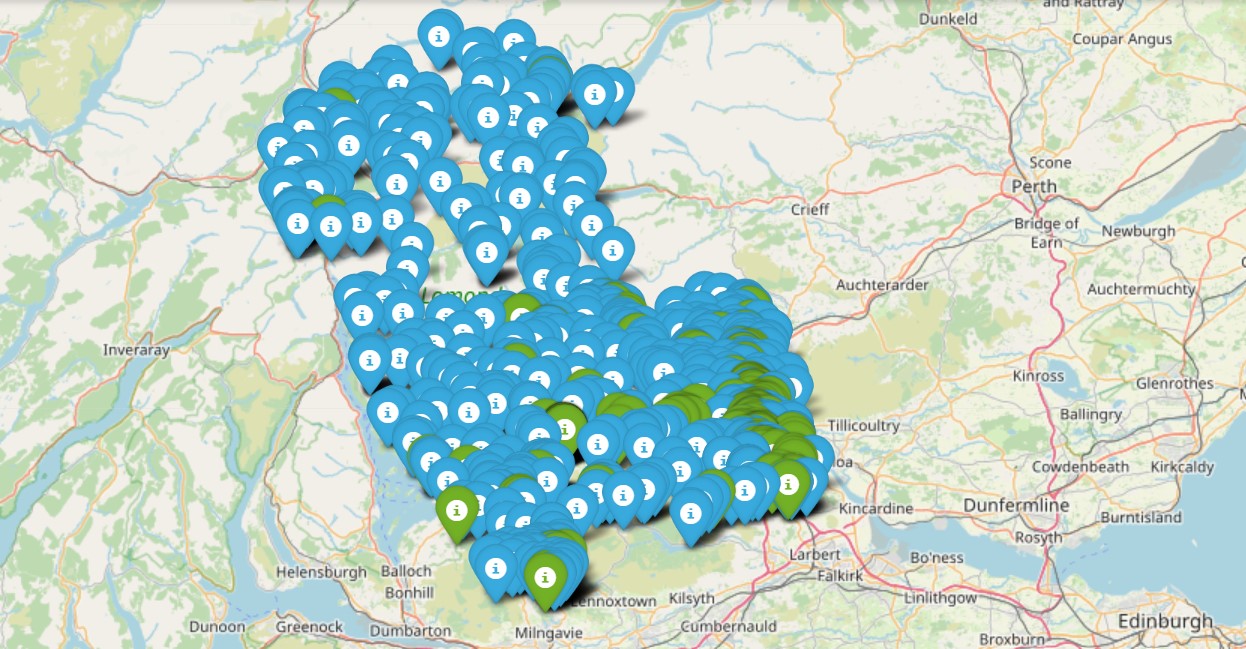 Dunkeld
and Rattray
Coupar Angus
Scone
Perth
Crieff
Bridge of
Earn
Newburgh
Auchterarder
Auchtermuchty
Inveraray
Kinross
Glenrothes
Ballingry
Tillicoultry
Cowdenbeath
Kirkcaldy
Kincardine
Dunfermline
Burntisland
Rosyth
Larbert
Bo'ness
Falkirk
Helensburgh
Balloch
Bonhill
Kilsyth
Linlithgow
Dunoon
Greenock
Dumbarton
Milngavie
Cumbernauld
Edinburgh
Broxburn